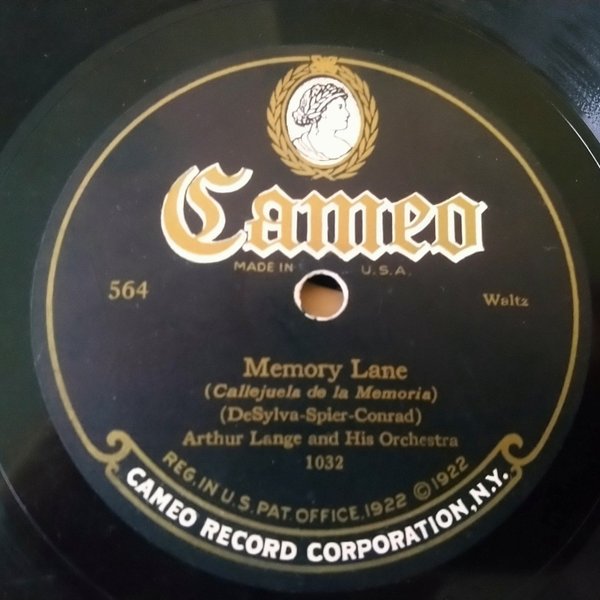 Cameo
MADE IN U.S.A.
564
Waltz
Memory Lane
(Callejuela de la Memoria)
(DeSylva-Spier-Conrad)
Arthur Lange and His Orchestra
1032
REG. IN U.S. PAT. OFFICE, 1922 © 1922
CAMEO RECORD CORPORATION, N.Y.